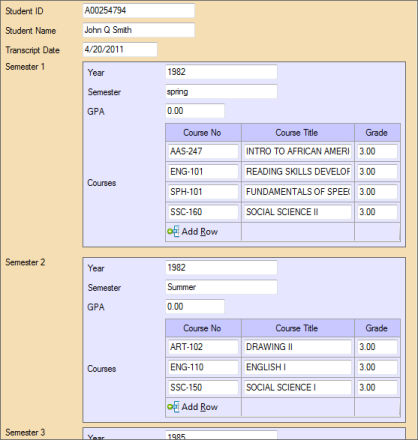 Student ID A00254794
Student Name John Q Smith
Transcript Date 4/20/2011
Semester 1
Year 1982
Semester spring
GPA 0.00
Courses
Course No Course Title Grade
AAS-247 INTRO TO AFRICAN AMERI 3.00
ENG-101 READING SKILLS DEVELOF 3.00
SPH-101 FUNDAMENTALS OF SPEE 3.00
SSC-160 SOCIAL SCIENCE II 3.00
Add Row
Semester 2
Year 1982
Semester Summer
GPA 0.00
Courses
Course No Course Title Grade
ART-102 DRAWING II 3.00
ENG-110 ENGLISH I 3.00
SSC-150 SOCIAL SCIENCE I 3.00
Add Row
Semester 3
Year 1985